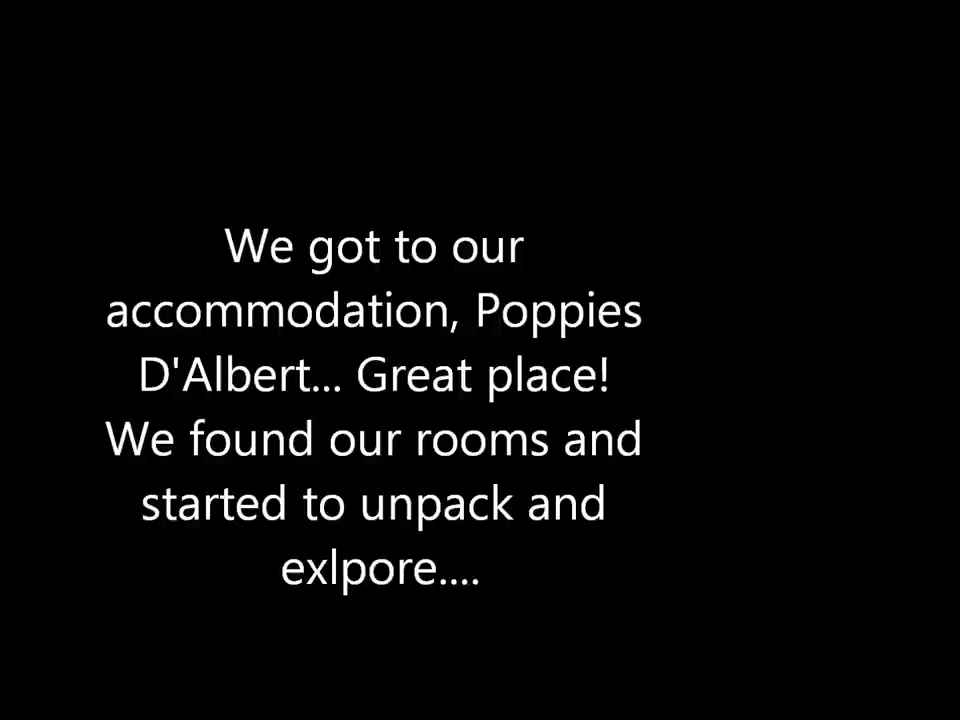 We got to our
accommodation, Poppies
D'Albert... Great place!
We found our rooms and
started to unpack and
exlpore....